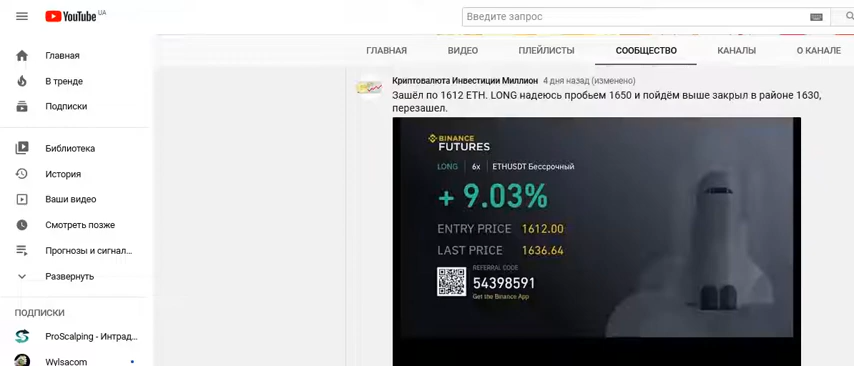 YouTube UA
Введите запрос
ГЛАВНАЯ ВИДЕО ПЛЕЙЛИСТЫ СООБЩЕСТВО КАНАЛЫ О КАНАЛЕ
Главная
В тренде
Подписки
Библиотека
История
Ваши видео
Смотреть позже
Прогнозы и сигнал...
Развернуть
ПОДПИСКИ
ProScalping - Интрад...
Wylsacom
Криптовалюта Инвестиции Миллион 4 дня назад (изменено)
Зашёл по 1612 ETH. LONG надеюсь пробьем 1650 и пойдём выше закрыл в районе 1630,
перезашел.
BINANCE
FUTURES
LONG 6x ETHUSDT Бессрочный
+ 9.03%
ENTRY PRICE 1612.00
LAST PRICE 1636.64
REFERRAL CODE
54398591
Get the Binance App